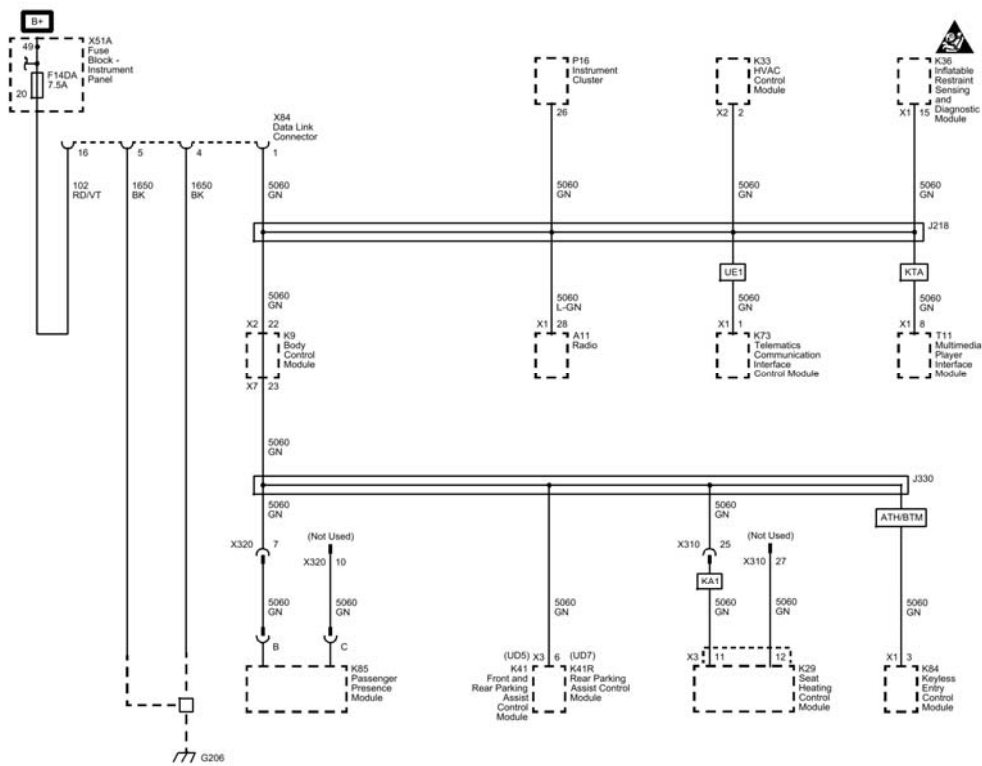 B+
X51A
Fuse
Block -
Instrument
Panel
49
F14DA
7.5A
20
X84
Data Link
Connector
16
5
4
1
102
RD/VT
1650
BK
1650
BK
5060
GN
P16
Instrument
Cluster
26
5060
GN
K33
HVAC
Control
Module
X2 2
5060
GN
K36
Inflatable
Restraint
Sensing
and
Diagnostic
Module
X1 15
5060
GN
J218
UE1
KTA
5060
GN
5060
L-GN
5060
GN
5060
GN
X2 22
K9
Body
Control
Module
X7 23
X1 28
A11
Radio
X1 1
K73
Telematics
Communication
Interface
Control Module
X1 8
T11
Multimedia
Player
Interface
Module
5060
GN
J330
5060
GN
5060
GN
ATH/BTM
X320 7
(Not Used)
X320 10
X310 25
(Not Used)
X310 27
KA1
5060
GN
5060
GN
5060
GN
5060
GN
5060
GN
5060
GN
B
C
K85
Passenger
Presence
Module
(UD5) X3 6 (UD7)
K41
Front and
Rear Parking
Assist
Control
Module
K41R
Rear Parking
Assist Control
Module
X3 11
12
K29
Seat
Heating
Control
Module
X1 3
K84
Keyless
Entry
Control
Module
G206